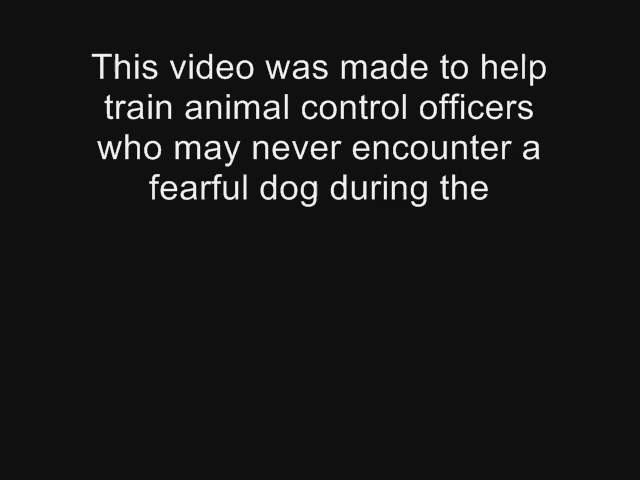 This video was made to help
train animal control officers
who may never encounter a
fearful dog during the